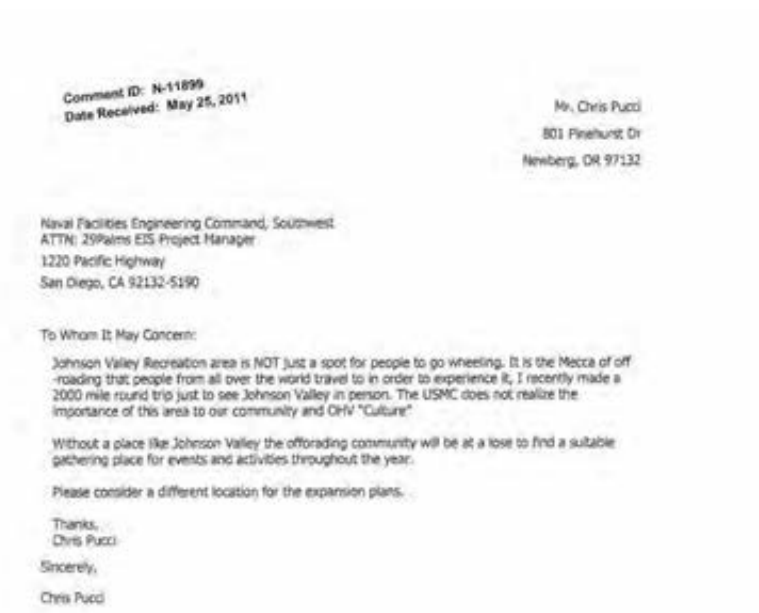 Comment ID: N-11899
Date Received: May 25, 2011
Mr. Chris Pucci
801 Pinehurst Dr
Newberg, OR 97132
Naval Facilities Engineering Command, Southwest
ATTN: 29Palms EIS Project Manager
1220 Pacific Highway
San Diego, CA 92132-5190
To Whom It May Concern:
Johnson Valley Recreation area is NOT just a spot for people to go wheeling. It is the Mecca of off
-roading that people from all over the world travel to in order to experience it, I recently made a
2000 mile round trip just to see Johnson Valley in person. The USMC does not realize the
importance of this area to our community and OHV "Culture"
Without a place like Johnson Valley the offorading community will be at a lose to find a suitable
gathering place for events and activities throughout the year.
Please consider a different location for the expansion plans.
Thanks,
Chris Pucci
Sincerely,
Chris Pucci